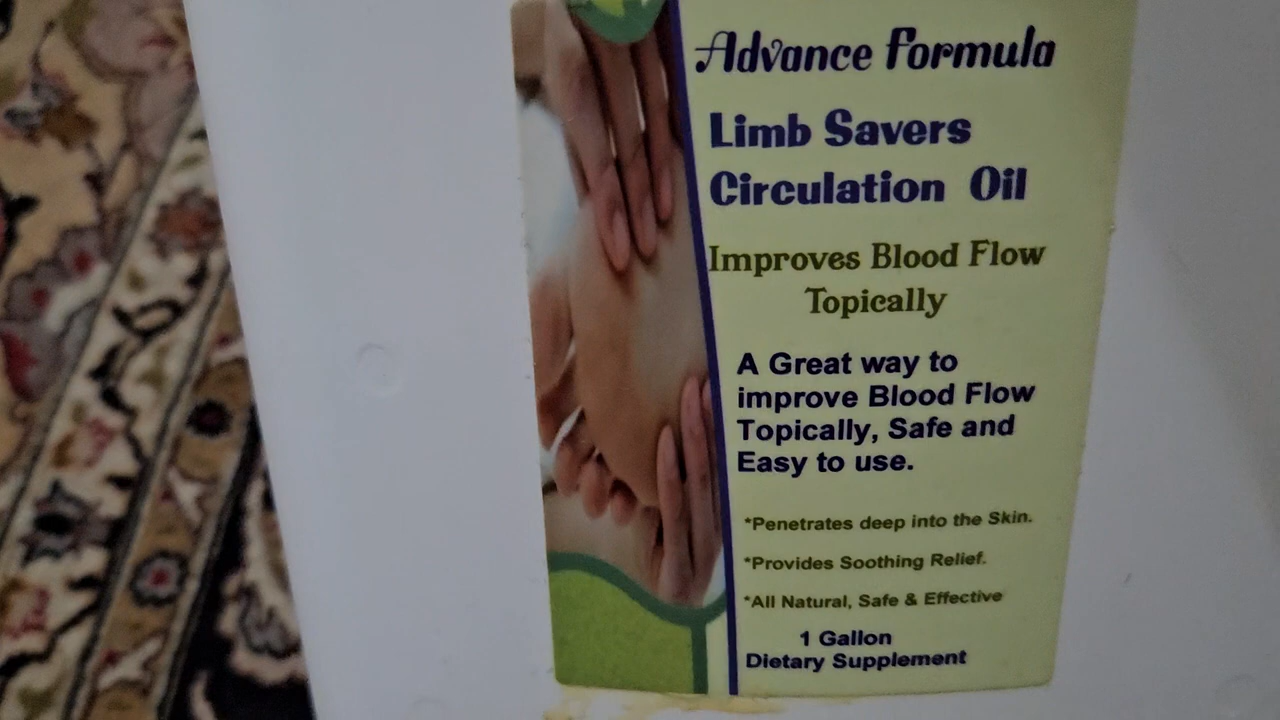 Advance Formula
Limb Savers
Circulation Oil
Improves Blood Flow
Topically
A Great way to
improve Blood Flow
Topically, Safe and
Easy to use.
*Penetrates deep into the Skin.
*Provides Soothing Relief.
*All Natural, Safe & Effective
1 Gallon
Dietary Supplement